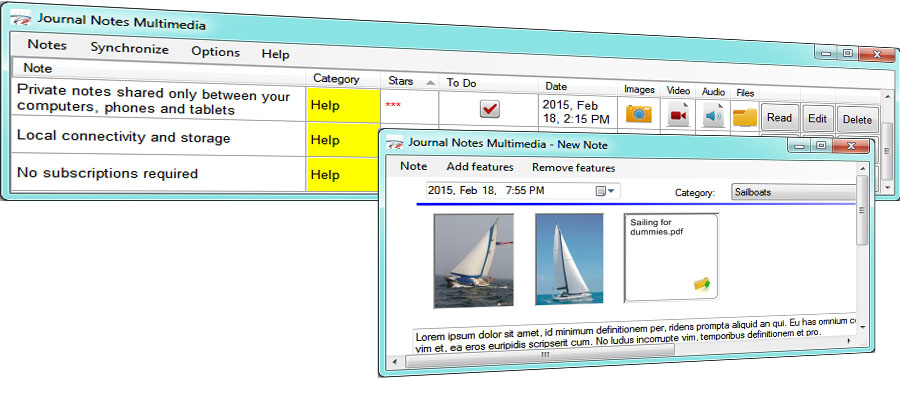 Journal Notes Multimedia
Notes Synchronize Options Help
Note Category Stars To Do Date Images Video Audio Files
Private notes shared only between your
computers, phones and tablets
Help *** 2015, Feb
18, 2:15 PM
Read Edit Delete
Local connectivity and storage Help
No subscriptions required Help
Journal Notes Multimedia - New Note
Note Add features Remove features
2015, Feb 18, 7:55 PM Category: Sailboats
Sailing for
dummies.pdf
Lorem ipsum dolor sit amet, id minimum definitionem per, ridens prompta aliquid an qui. Eu has omnium
vim et, ea eros euripidis scripserit cum. No ludus incorrupte vim, temporibus definitionem et pro.